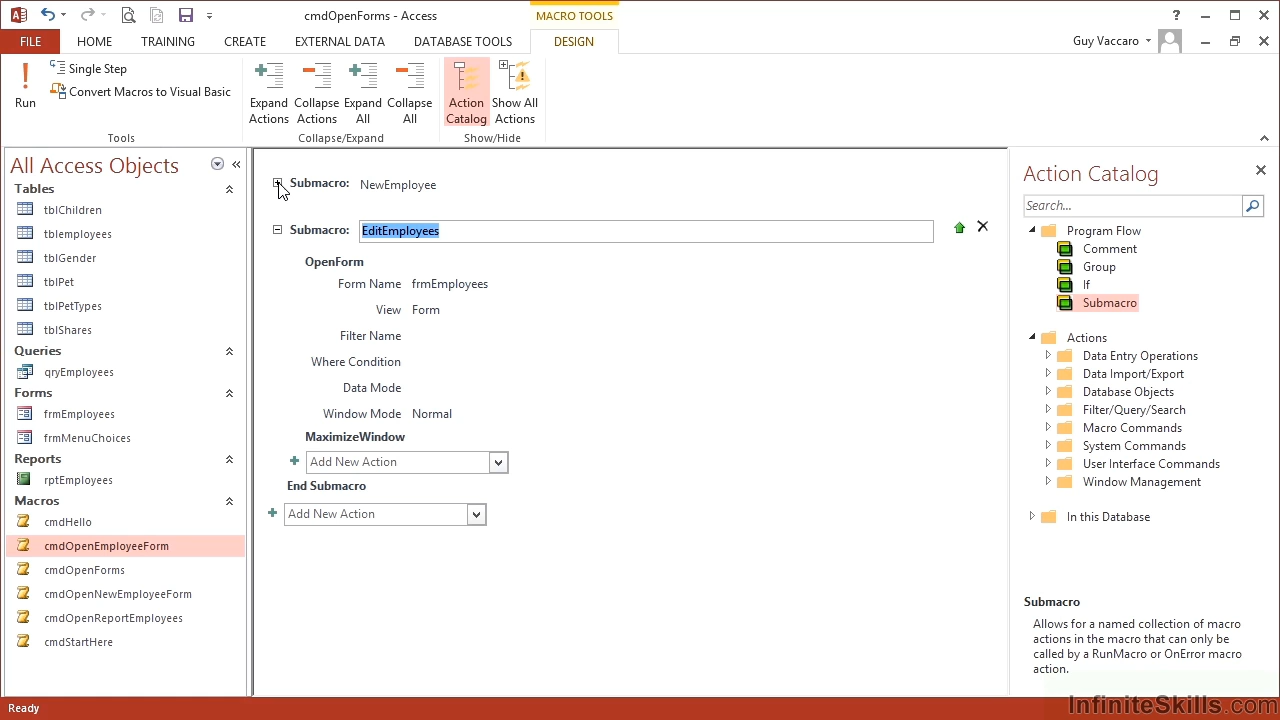 cmdOpenForms - Access
MACRO TOOLS
?
FILE
HOME
TRAINING
CREATE
EXTERNAL DATA
DATABASE TOOLS
DESIGN
Guy Vaccaro
Run
Single Step
Convert Macros to Visual Basic
Tools
Expand Actions
Collapse Actions
Expand All
Collapse All
Collapse/Expand
Action Catalog
Show All Actions
Show/Hide
All Access Objects
Tables
tblChildren
tblemployees
tblGender
tblPet
tblPetTypes
tblShares
Queries
qryEmployees
Forms
frmEmployees
frmMenuChoices
Reports
rptEmployees
Macros
cmdHello
cmdOpenEmployeeForm
cmdOpenForms
cmdOpenNewEmployeeForm
cmdOpenReportEmployees
cmdStartHere
Submacro: NewEmployee
Submacro: EditEmployees
OpenForm
Form Name frmEmployees
View Form
Filter Name
Where Condition
Data Mode
Window Mode Normal
MaximizeWindow
Add New Action
End Submacro
Add New Action
Action Catalog
Search...
Program Flow
Comment
Group
If
Submacro
Actions
Data Entry Operations
Data Import/Export
Database Objects
Filter/Query/Search
Macro Commands
System Commands
User Interface Commands
Window Management
In this Database
Submacro
Allows for a named collection of macro
actions in the macro that can only be
called by a RunMacro or OnError macro
action.
Ready
InfiniteSkills.com